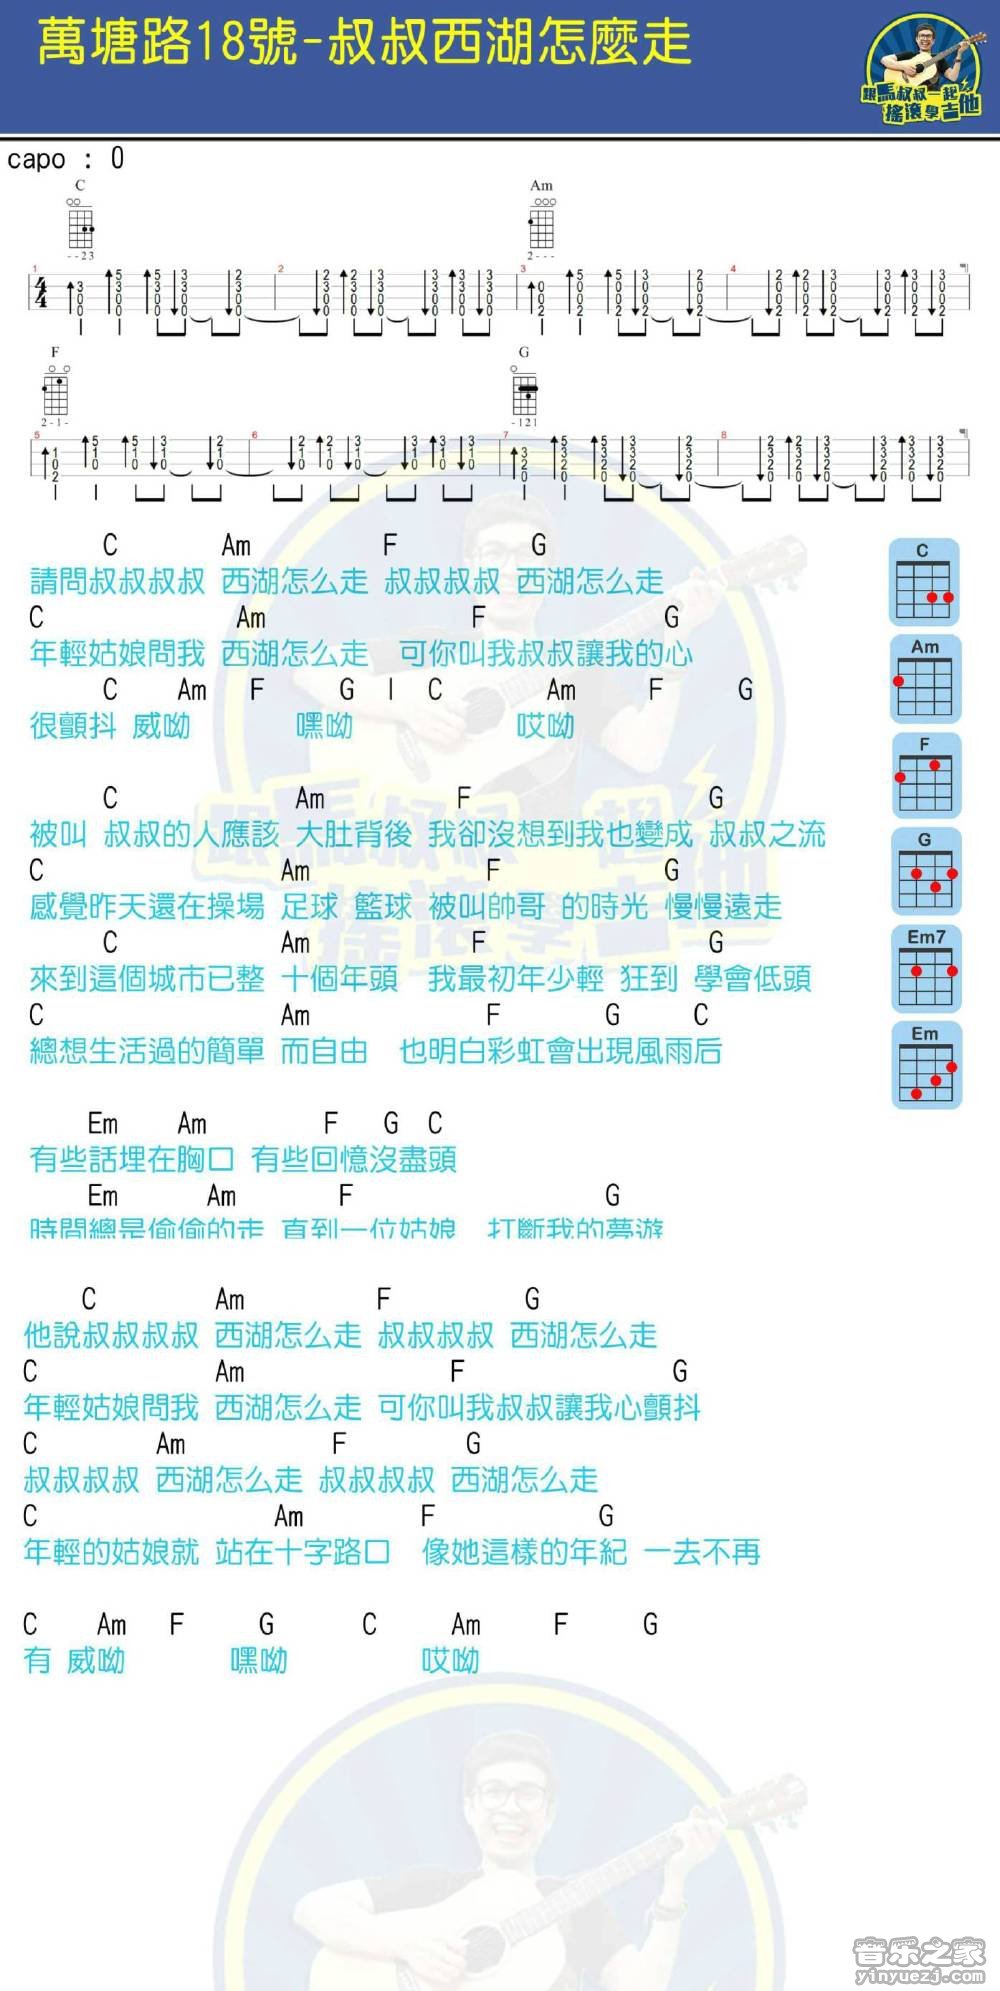 萬塘路18號-叔叔西湖怎麼走
跟馬叔叔一起
搖滾學吉他
capo : 0
C Am
--23 2---
1 2 3 4
F G
2-1- -121
5 6 7 8
C Am F G
請問叔叔叔叔 西湖怎么走 叔叔叔叔 西湖怎么走
C Am F G
年輕姑娘問我 西湖怎么走 可你叫我叔叔讓我的心
C Am F G | C Am F G
很顫抖 威呦 嘿呦 哎呦
C Am F G
被叫 叔叔的人應該 大肚背後 我卻沒想到我也變成 叔叔之流
C Am F G
感覺昨天還在操場 足球 籃球 被叫帥哥 的時光 慢慢遠走
C Am F G
來到這個城市已整 十個年頭 我最初年少輕 狂到 學會低頭
C Am F G C
總想生活過的簡單 而自由 也明白彩虹會出現風雨后
Em Am F G C
有些話埋在胸口 有些回憶沒盡頭
Em Am F G
時間總是偷偷的走 直到一位姑娘 打斷我的夢游
C Am F G
他說叔叔叔叔 西湖怎么走 叔叔叔叔 西湖怎么走
C Am F G
年輕姑娘問我 西湖怎么走 可你叫我叔叔讓我心顫抖
C Am F G
叔叔叔叔 西湖怎么走 叔叔叔叔 西湖怎么走
C Am F G
年輕的姑娘就 站在十字路口 像她這樣的年紀 一去不再
C Am F G C Am F G
有 威呦 嘿呦 哎呦
C
Am
F
G
Em7
Em
音乐之家
yinyuezj.com